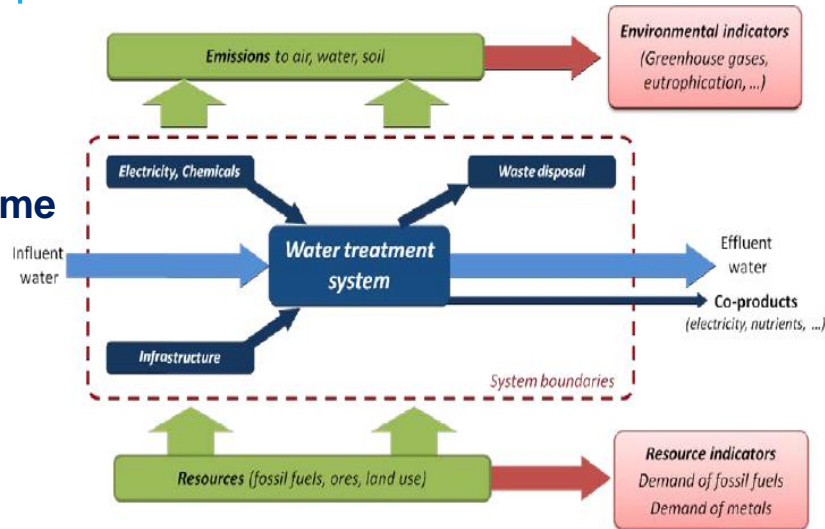 Emissions to air, water, soil
Environmental indicators
(Greenhouse gases,
eutrophication, ...)
Electricity, Chemicals
Waste disposal
me
Influent
water
Water treatment
system
Effluent
water
Co-products
(electricity, nutrients, ...)
Infrastructure
System boundaries
Resources (fossil fuels, ores, land use)
Resource indicators
Demand of fossil fuels
Demand of metals